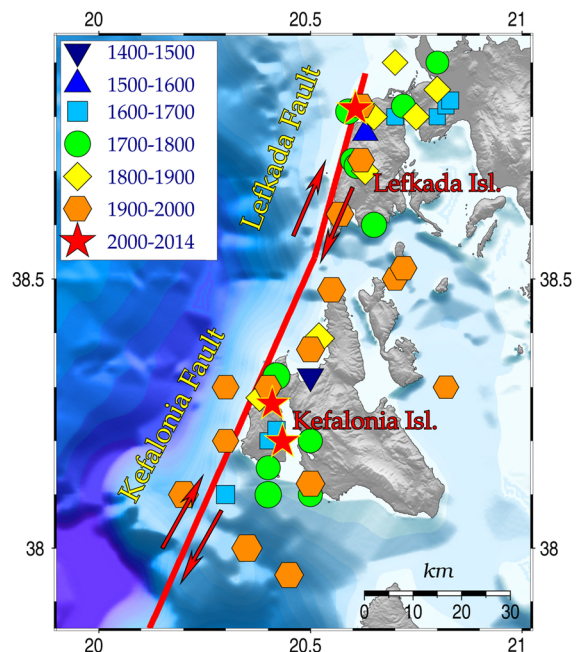 20 20.5 21
1400-1500
1500-1600
1600-1700
1700-1800
1800-1900
1900-2000
2000-2014
Lefkada Fault
Lefkada Isl.
38.5 38.5
Kefalonia Fault
Kefalonia Isl.
38 38
km
0 10 20 30
20 20.5 21